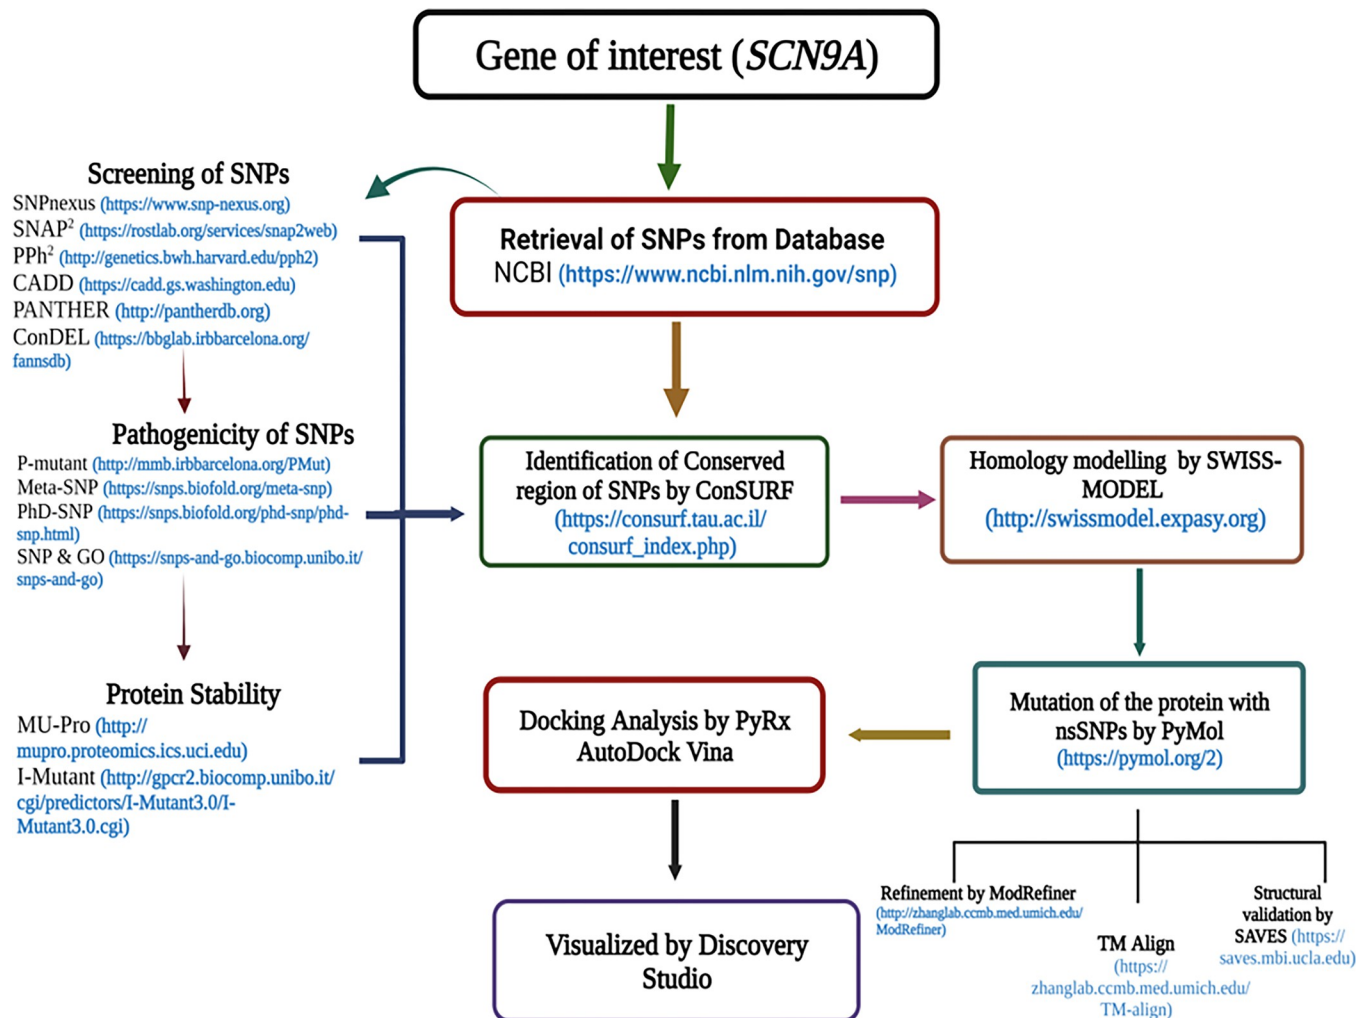 Gene of interest (SCN9A)
Screening of SNPs
SNPnexus (https://www.snp-nexus.org)
SNAP² (https://rostlab.org/services/snap2web)
PPh² (http://genetics.bwh.harvard.edu/pph2)
CADD (https://cadd.gs.washington.edu)
PANTHER (http://pantherdb.org)
ConDEL (https://bbglab.irbbarcelona.org/
fannsdb)
Retrieval of SNPs from Database
NCBI (https://www.ncbi.nlm.nih.gov/snp)
Pathogenicity of SNPs
P-mutant (http://mmb.irbbarcelona.org/PMut)
Meta-SNP (https://snps.biofold.org/meta-snp)
PhD-SNP (https://snps.biofold.org/phd-snp/phd-
snp.html)
SNP & GO (https://snps-and-go.biocomp.unibo.it/
snps-and-go)
Identification of Conserved
region of SNPs by ConSURF
(https://consurf.tau.ac.il/
consurf_index.php)
Homology modelling by SWISS-
MODEL
(http://swissmodel.expasy.org)
Protein Stability
MU-Pro (http://
mupro.proteomics.ics.uci.edu)
I-Mutant (http://gpcr2.biocomp.unibo.it/
cgi/predictors/I-Mutant3.0/I-
Mutant3.0.cgi)
Docking Analysis by PyRx
AutoDock Vina
Mutation of the protein with
nsSNPs by PyMol
(https://pymol.org/2)
Visualized by Discovery
Studio
Refinement by ModRefiner
(http://zhanglab.ccmb.med.umich.edu/
ModRefiner)
TM Align
(https://
zhanglab.ccmb.med.umich.edu/
TM-align)
Structural
validation by
SAVES (https://
saves.mbi.ucla.edu)